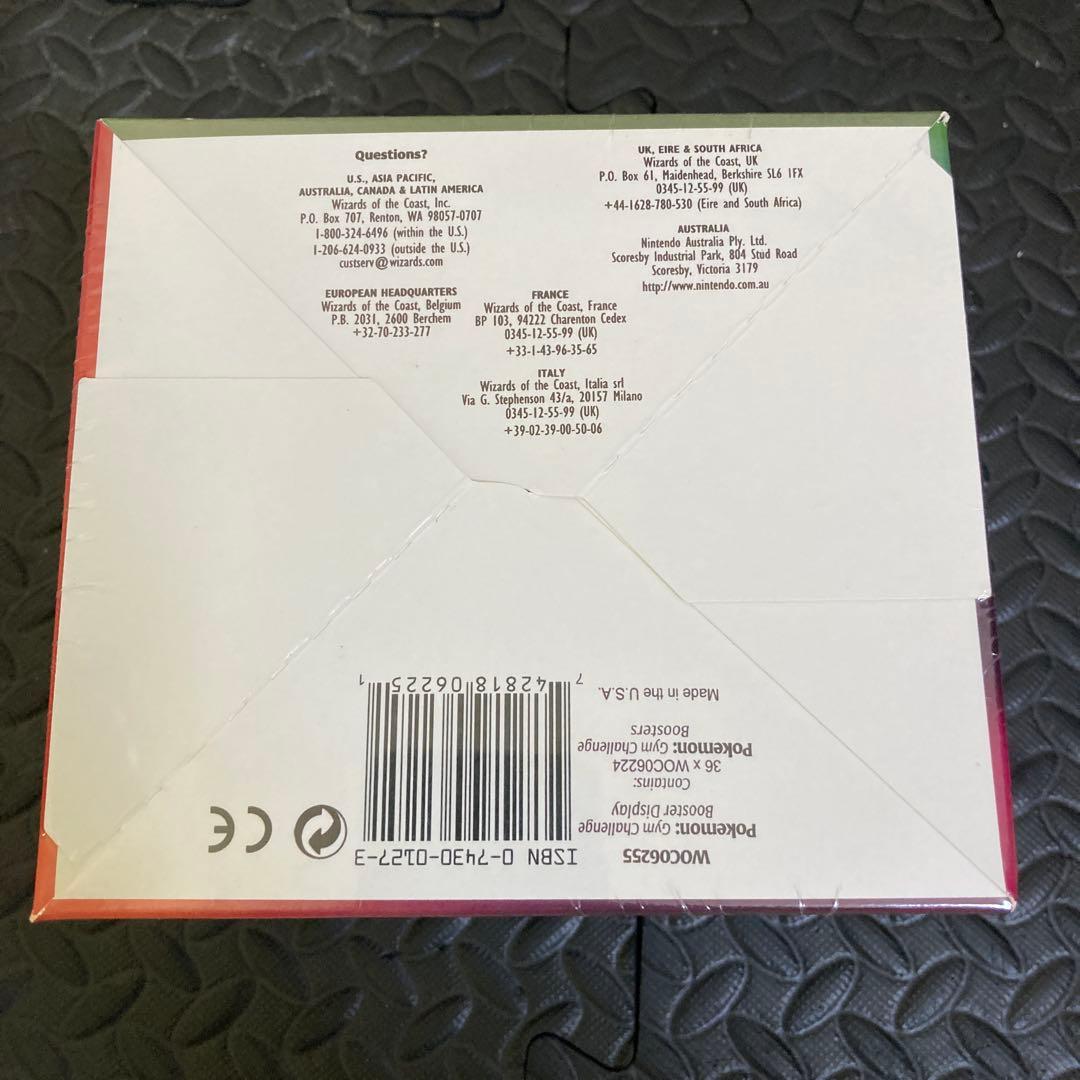 Questions?
U.S., ASIA PACIFIC,
AUSTRALIA, CANADA & LATIN AMERICA
Wizards of the Coast, Inc.
P.O. Box 707, Renton, WA 98057-0707
1-800-324-6496 (within the U.S.)
1-206-624-0933 (outside the U.S.)
custserv@wizards.com
UK, EIRE & SOUTH AFRICA
Wizards of the Coast, UK
P.O. Box 61, Maidenhead, Berkshire SL6 1FX
0345-12-55-99 (UK)
+44-1628-780-530 (Eire and South Africa)
AUSTRALIA
Nintendo Australia Pty. Ltd.
Scoresby Industrial Park, 804 Stud Road
Scoresby, Victoria 3179
http://www.nintendo.com.au
EUROPEAN HEADQUARTERS
Wizards of the Coast, Belgium
P.B. 2031, 2600 Berchem
+32-70-233-277
FRANCE
Wizards of the Coast, France
BP 103, 94222 Charenton Cedex
0345-12-55-99 (UK)
+33-1-43-96-35-65
ITALY
Wizards of the Coast, Italia srl
Via G. Stephenson 43/a, 20157 Milano
0345-12-55-99 (UK)
+39-02-39-00-50-06
WOC06255
Pokemon: Gym Challenge
Booster Display
Contains:
36 x WOC06224
Pokemon: Gym Challenge
Boosters
Made in the U.S.A.
ISBN 0-7430-0127-3
7 42818 06225 1
CE